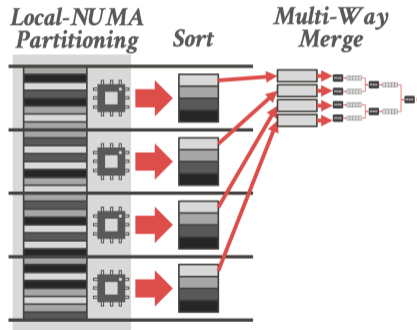 Local-NUMA
Partitioning
Sort
Multi-Way
Merge